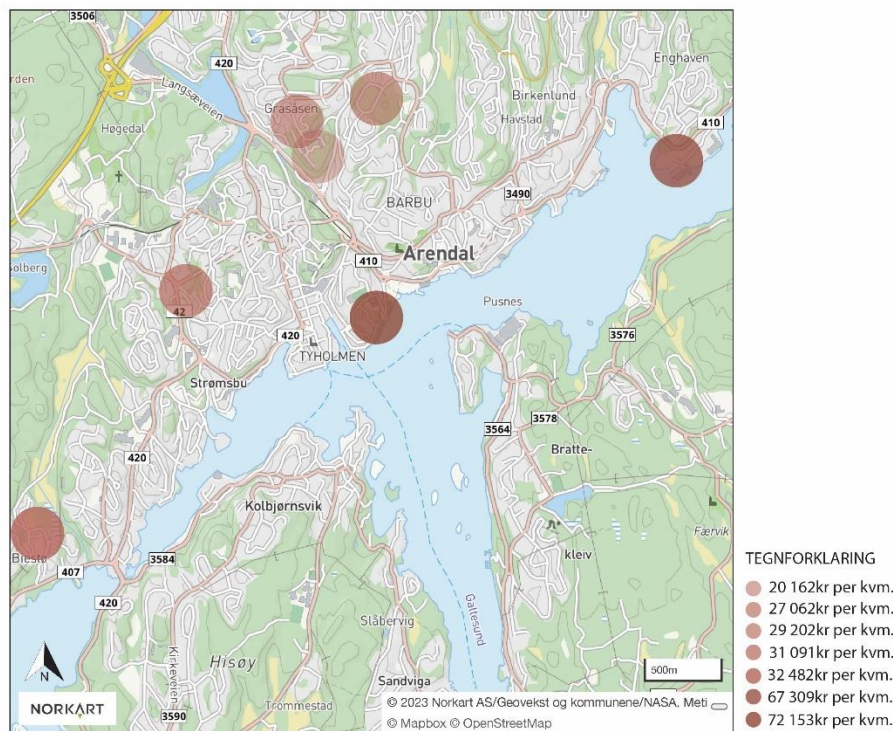 3506
420
Enghaven
rden
Langsæveien
Grasåsen
Birkenlund
Havstad
410
Høgedal
BARBU
3490
Arendal
410
Solberg
42
Pusnes
TYHOLMEN
420
3576
Strømsbu
3578
3564
420
Bratte-
Kolbjørnsvik
kleiv
Færvik
Bieslø
3584
407
420
Galtesund
Slåbervig
Kirkeveien
Hisøy
500m
N
Sandviga
Trommestad
NORKART
3590
© 2023 Norkart AS/Geovekst og kommunene/NASA, Meti
© Mapbox © OpenStreetMap
TEGNFORKLARING
20 162kr per kvm.
27 062kr per kvm.
29 202kr per kvm.
31 091kr per kvm.
32 482kr per kvm.
67 309kr per kvm.
72 153kr per kvm.